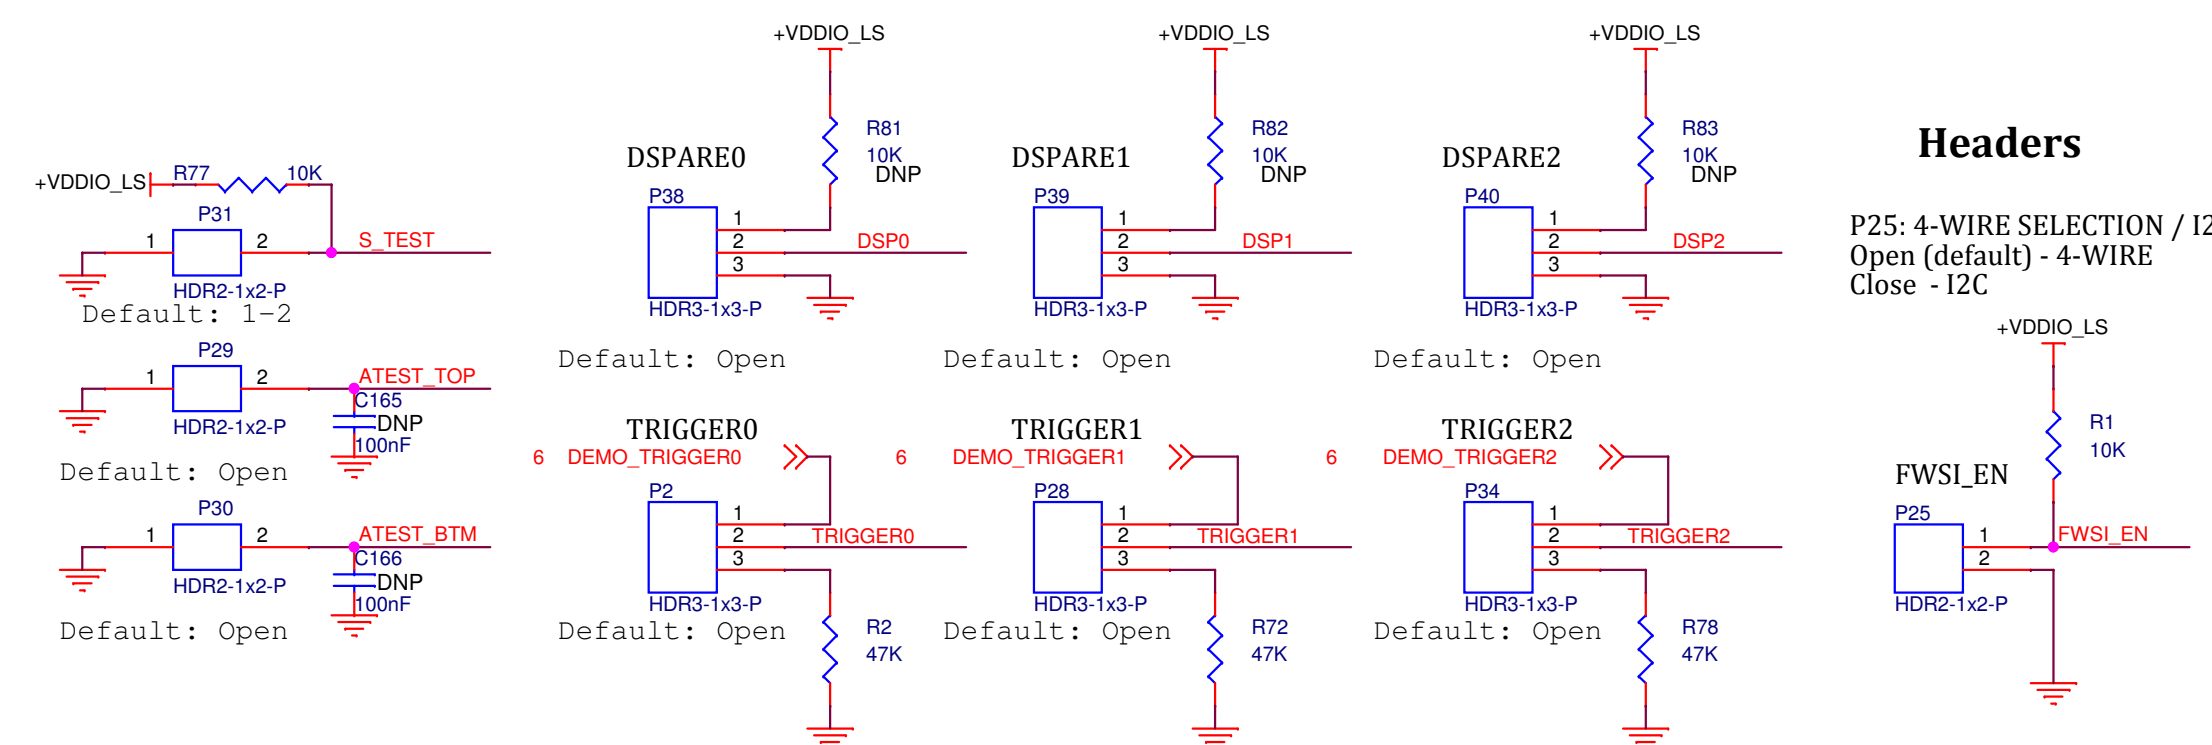 +VDDIO_LS
R77
10K
P31
1
2
S_TEST
HDR2-1x2-P
Default: 1-2
P29
1
2
ATEST_TOP
C165
DNP
100nF
HDR2-1x2-P
Default: Open
P30
1
2
ATEST_BTM
C166
DNP
100nF
HDR2-1x2-P
Default: Open
+VDDIO_LS
R81
10K
DNP
DSPARE0
P38
1
2
3
DSP0
HDR3-1x3-P
Default: Open
+VDDIO_LS
R82
10K
DNP
DSPARE1
P39
1
2
3
DSP1
HDR3-1x3-P
Default: Open
+VDDIO_LS
R83
10K
DNP
DSPARE2
P40
1
2
3
DSP2
HDR3-1x3-P
Default: Open
TRIGGER0
6 DEMO_TRIGGER0
P2
1
2
3
TRIGGER0
HDR3-1x3-P
Default: Open
R2
47K
TRIGGER1
6 DEMO_TRIGGER1
P28
1
2
3
TRIGGER1
HDR3-1x3-P
Default: Open
R72
47K
TRIGGER2
6 DEMO_TRIGGER2
P34
1
2
3
TRIGGER2
HDR3-1x3-P
Default: Open
R78
47K
Headers
P25: 4-WIRE SELECTION / I2
Open (default) - 4-WIRE
Close - I2C
+VDDIO_LS
R1
10K
FWSI_EN
P25
1
2
FWSI_EN
HDR2-1x2-P